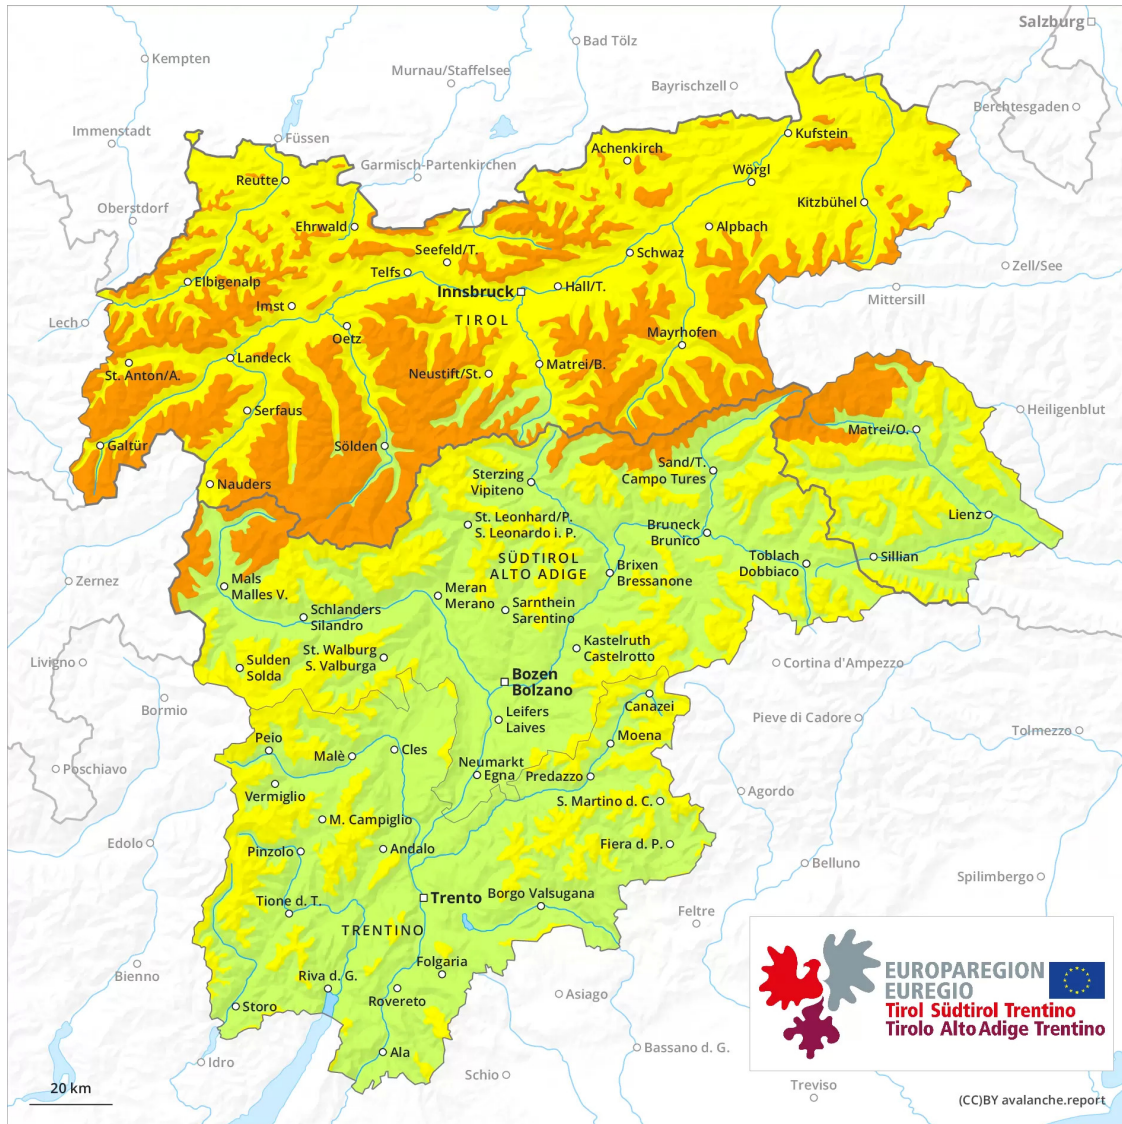 Salzburg
Bad Tölz
Kempten
Murnau/Staffelsee
Bayrischzell
Berchtesgaden
Immenstadt
Füssen
Kufstein
Achenkirch
Garmisch-Partenkirchen
Wörgl
Reutte
Kitzbühel
Oberstdorf
Ehrwald
Alpbach
Seefeld/T.
Schwaz
Zell/See
Telfs
Elbigenalp
Hall/T.
Innsbruck
Mittersill
Imst
TIROL
Lech
Oetz
Mayrhofen
Landeck
Matrei/B.
St. Anton/A.
Neustift/St.
Serfaus
Heiligenblut
Matrei/O.
Galtür
Sölden
Sand/T.
Campo Tures
Sterzing
Vipiteno
Nauders
Lienz
St. Leonhard/P.
S. Leonardo i. P.
Bruneck
Brunico
SÜDTIROL
ALTO ADIGE
Toblach
Dobbiaco
Sillian
Brixen
Bressanone
Zernez
Mals
Malles V.
Meran
Merano
Sarnthein
Sarentino
Schlanders
Silandro
Kastelruth
Castelrotto
St. Walburg
S. Valburga
Livigno
Sulden
Solda
Cortina d'Ampezzo
Bozen
Bolzano
Bormio
Canazei
Leifers
Laives
Pieve di Cadore
Tolmezzo
Peio
Moena
Malè
Cles
Neumarkt
Egna
Predazzo
Poschiavo
Vermiglio
Agordo
S. Martino d. C.
M. Campiglio
Edolo
Pinzolo
Andalo
Fiera d. P.
Belluno
Spilimbergo
Trento
Borgo Valsugana
Tione d. T.
Feltre
TRENTINO
Folgaria
Bienno
Riva d. G.
Rovereto
Asiago
Storo
EUROPAREGION
EUREGIO
Tirol Südtirol Trentino
Tirolo Alto Adige Trentino
Ala
Bassano d. G.
Idro
Schio
Treviso
20 km
(CC)BY avalanche.report